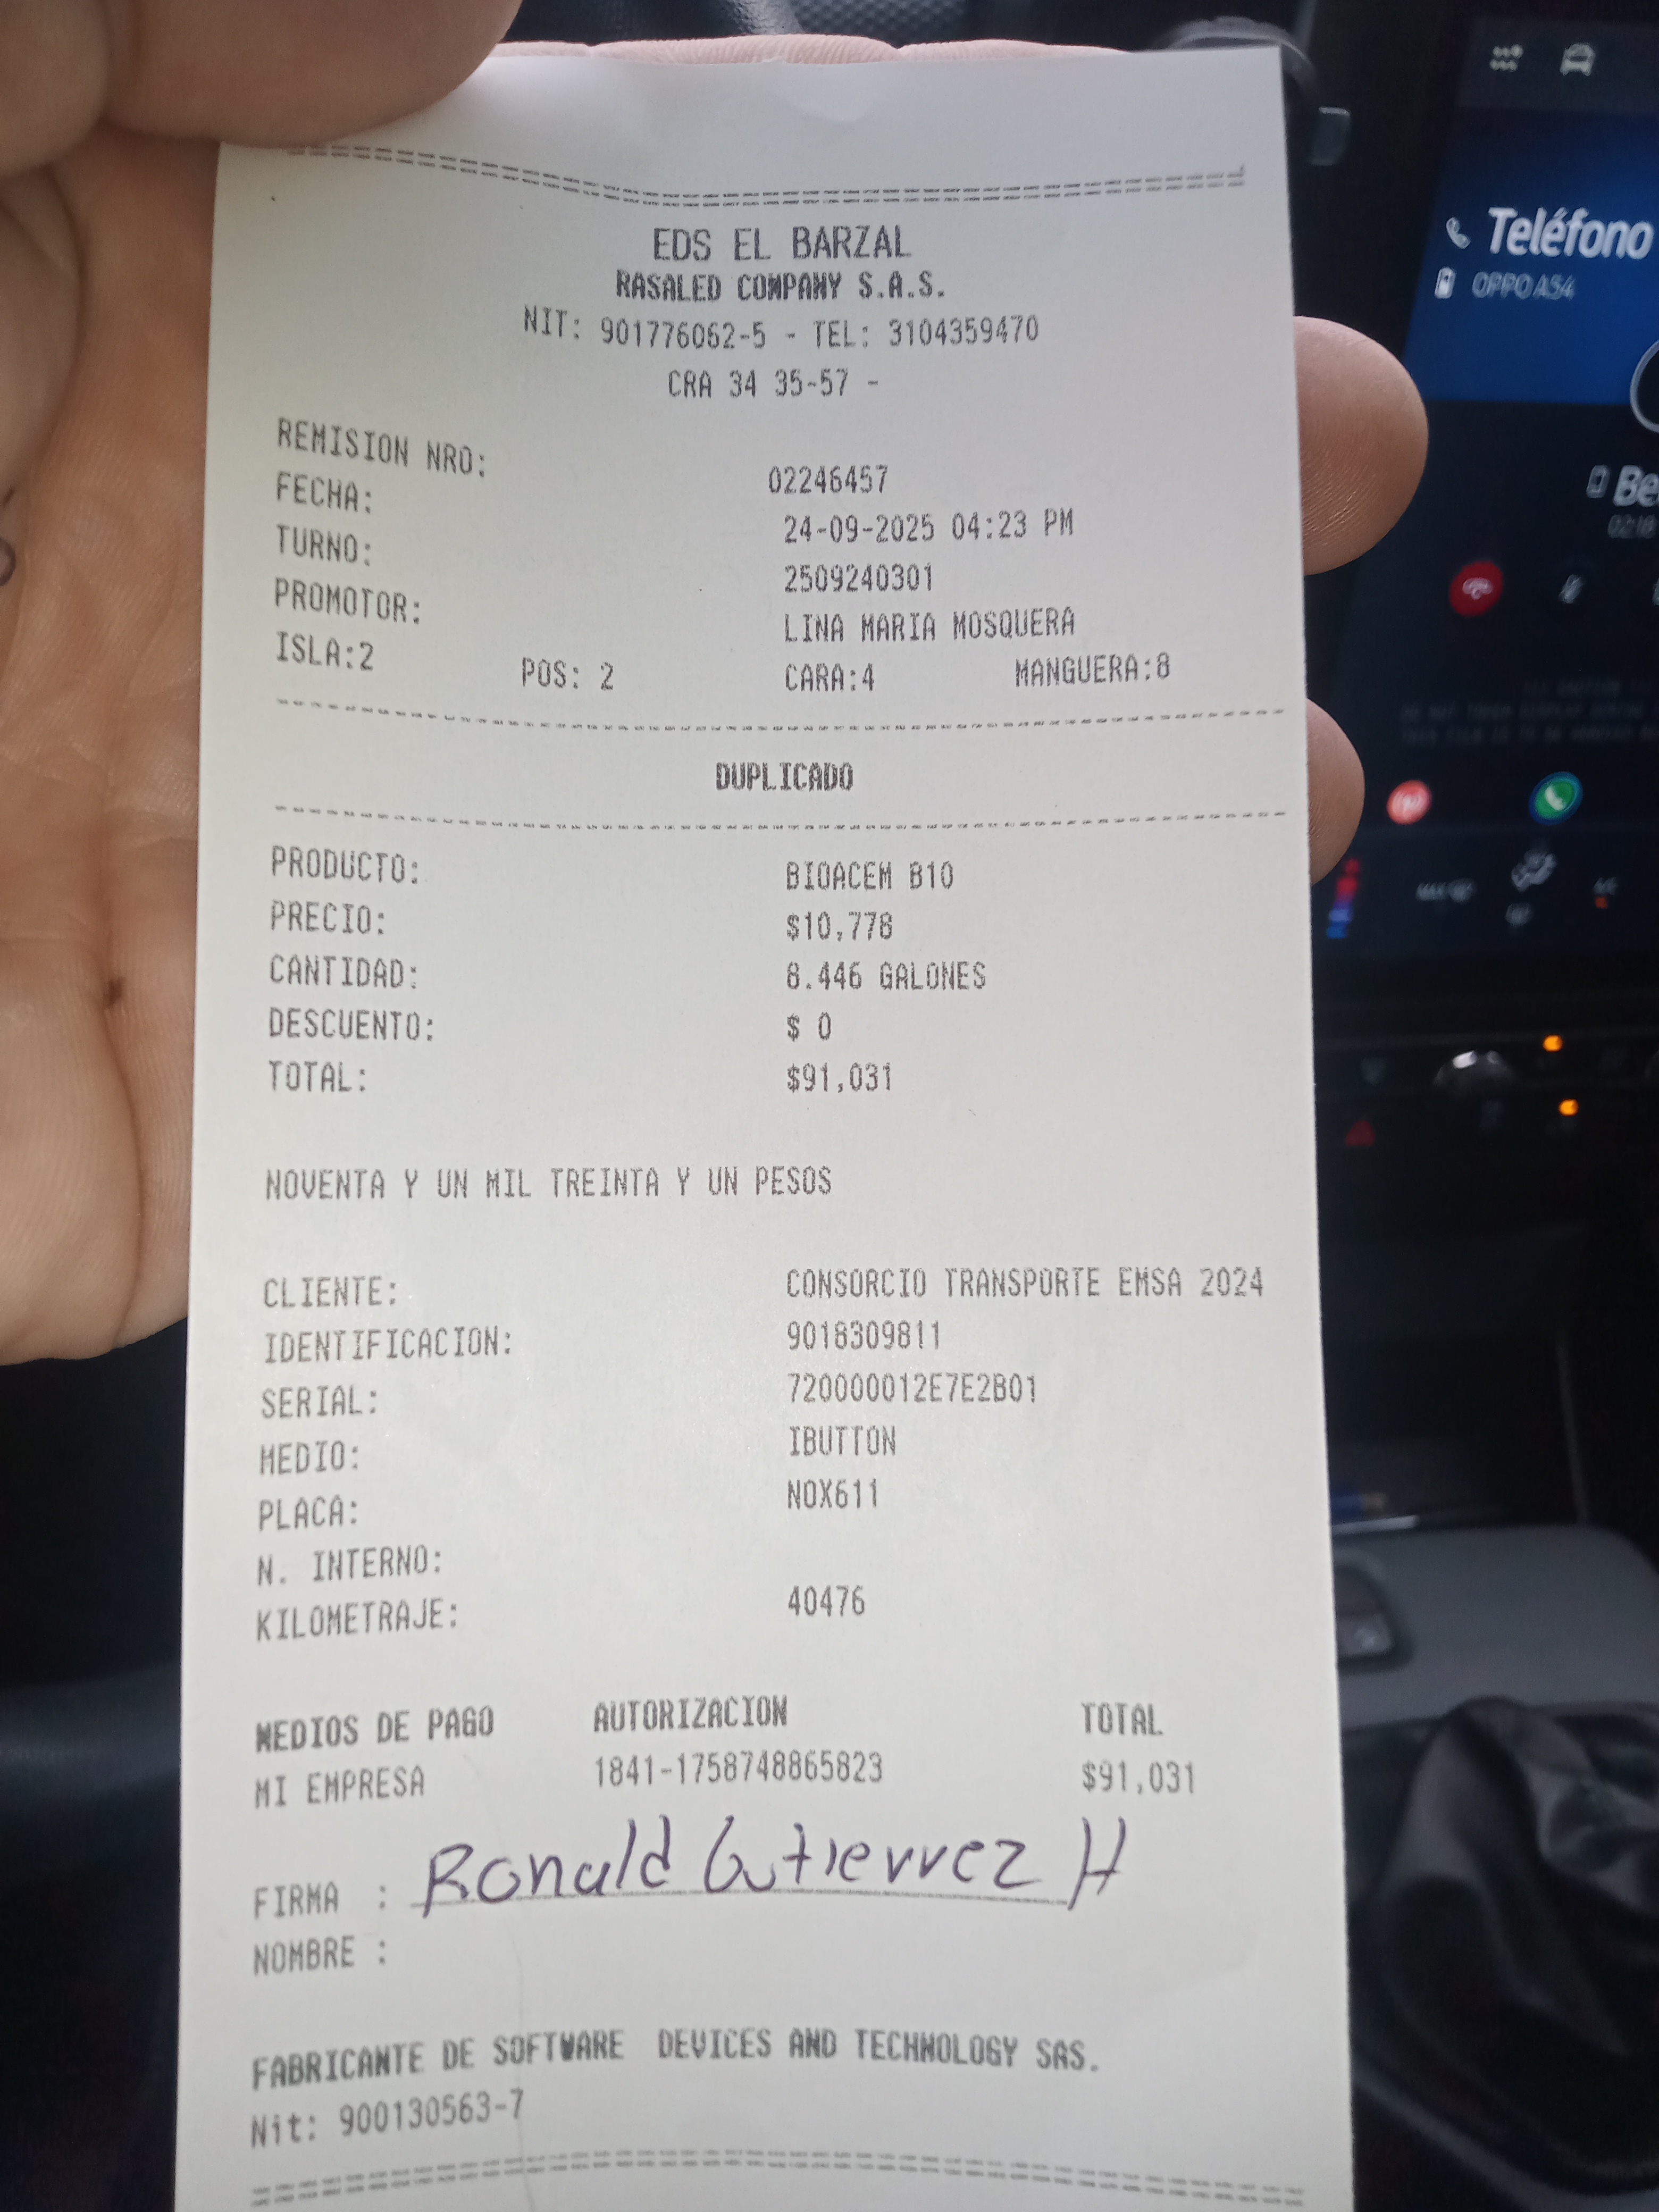 EDS EL BARZAL
RASALED COMPANY S.A.S.
NIT: 901776062-5 - TEL: 3104359470
CRA 34 35-57 -
REMISION NRO: 02246457
FECHA: 24-09-2025 04:23 PM
TURNO: 2509240301
PROMOTOR: LINA MARIA MOSQUERA
ISLA:2 POS: 2 CARA:4 MANGUERA:8
DUPLICADO
PRODUCTO: BIOACEM B10
PRECIO: $10,778
CANTIDAD: 8.446 GALONES
DESCUENTO: $ 0
TOTAL: $91,031
NOVENTA Y UN MIL TREINTA Y UN PESOS
CLIENTE: CONSORCIO TRANSPORTE EMSA 2024
IDENTIFICACION: 9018309811
SERIAL: 720000012E7E2B01
MEDIO: IBUTTON
PLACA: NOX611
N. INTERNO:
KILOMETRAJE: 40476
MEDIOS DE PAGO AUTORIZACION TOTAL
MI EMPRESA 1841-1758748865823 $91,031
FIRMA : Ronald Gutierrez H
NOMBRE :
FABRICANTE DE SOFTWARE DEVICES AND TECHNOLOGY SAS.
Nit: 900130563-7
Teléfono
OPPO A54
Be